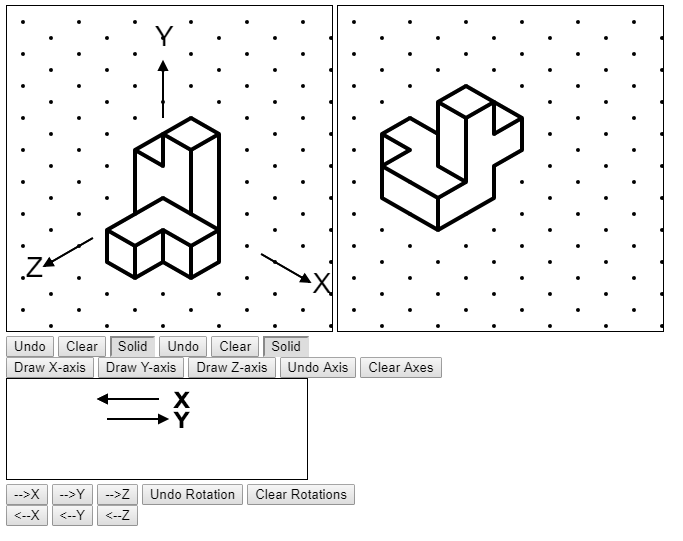 Y
Z
X
Undo Clear Solid Undo Clear Solid
Draw X-axis Draw Y-axis Draw Z-axis Undo Axis Clear Axes
X
Y
-->X -->Y -->Z Undo Rotation Clear Rotations
<--X <--Y <--Z